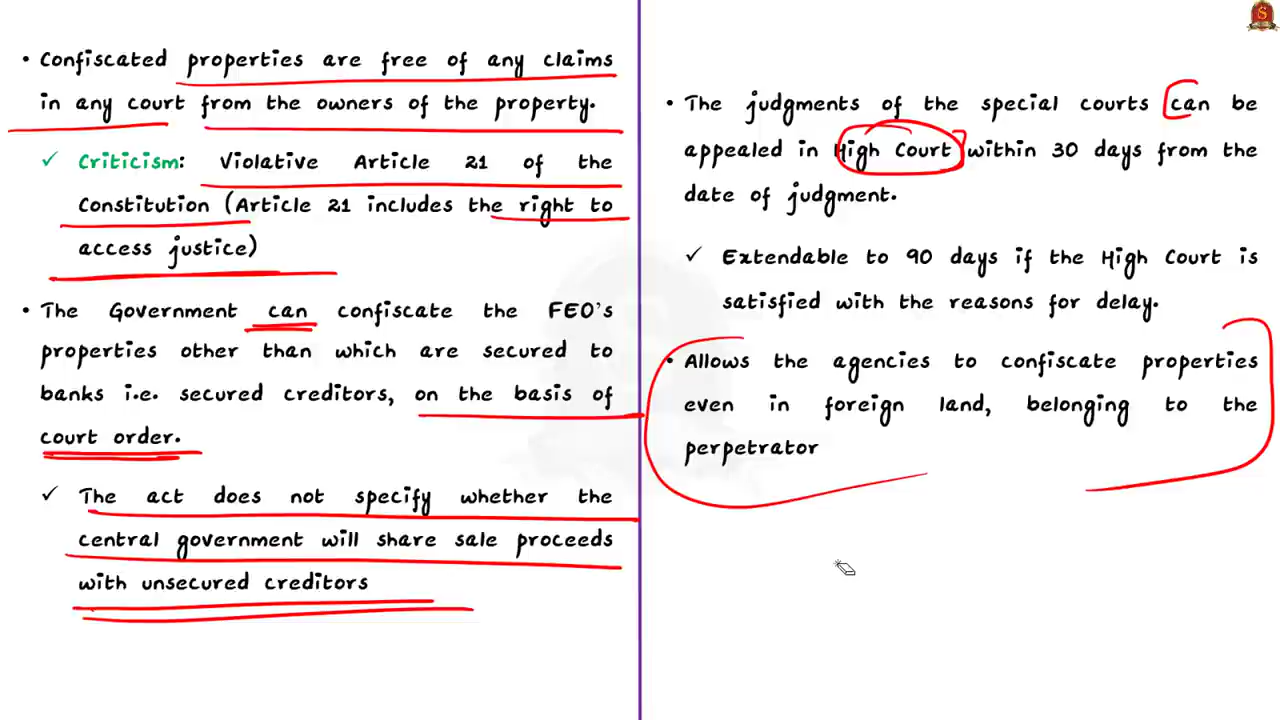 • Confiscated properties are free of any claims
in any court from the owners of the property.
✓ Criticism: Violative Article 21 of the
Constitution (Article 21 includes the right to
access justice)
• The Government can confiscate the FEO's
properties other than which are secured to
banks i.e. secured creditors, on the basis of
court order.
✓ The act does not specify whether the
central government will share sale proceeds
with unsecured creditors
• The judgments of the special courts can be
appealed in High Court within 30 days from the
date of judgment.
✓ Extendable to 90 days if the High Court is
satisfied with the reasons for delay.
• Allows the agencies to confiscate properties
even in foreign land, belonging to the
perpetrator